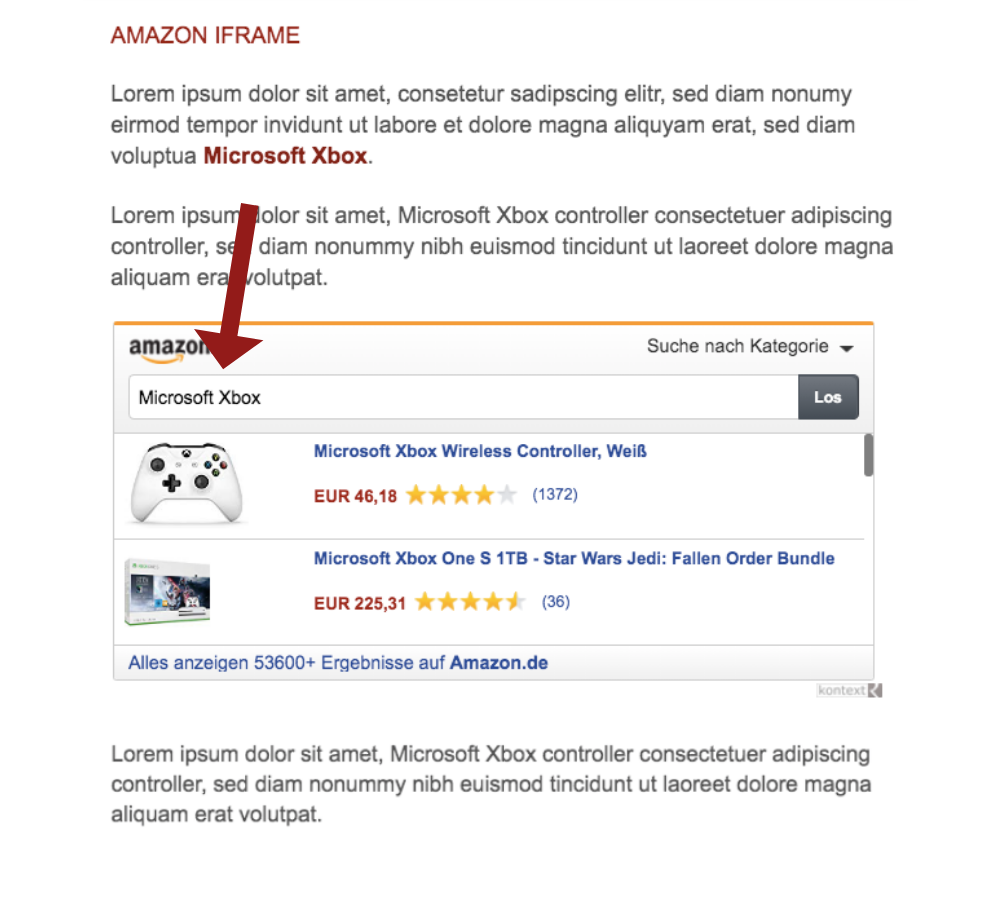 AMAZON IFRAME
Lorem ipsum dolor sit amet, consetetur sadipscing elitr, sed diam nonumy
eirmod tempor invidunt ut labore et dolore magna aliquyam erat, sed diam
voluptua Microsoft Xbox.
Lorem ipsum dolor sit amet, Microsoft Xbox controller consectetuer adipiscing
controller, sed diam nonummy nibh euismod tincidunt ut laoreet dolore magna
aliquam erat volutpat.
amazon
Suche nach Kategorie
Microsoft Xbox
Los
Microsoft Xbox Wireless Controller, Weiß
EUR 46,18 (1372)
Microsoft Xbox One S 1TB - Star Wars Jedi: Fallen Order Bundle
EUR 225,31 (36)
Alles anzeigen 53600+ Ergebnisse auf Amazon.de
kontext
Lorem ipsum dolor sit amet, Microsoft Xbox controller consectetuer adipiscing
controller, sed diam nonummy nibh euismod tincidunt ut laoreet dolore magna
aliquam erat volutpat.